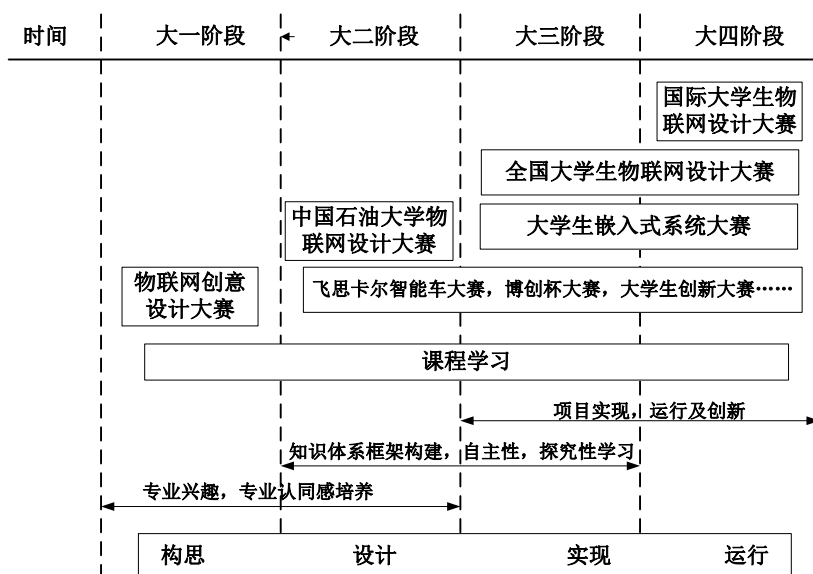 时间 大一阶段 大二阶段 大三阶段 大四阶段
国际大学生物
联网设计大赛
全国大学生物联网设计大赛
中国石油大学物
联网设计大赛
大学生嵌入式系统大赛
物联网创意
设计大赛
飞思卡尔智能车大赛，博创杯大赛，大学生创新大赛……
课程学习
项目实现，运行及创新
知识体系框架构建，自主性，探究性学习
专业兴趣，专业认同感培养
构思 设计 实现 运行